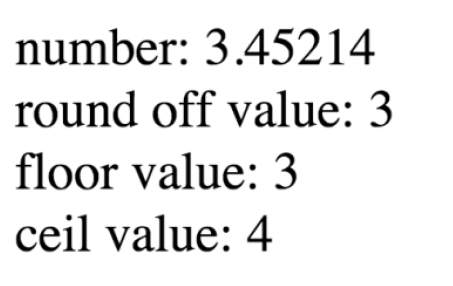 number: 3.45214
round off value: 3
floor value: 3
ceil value: 4